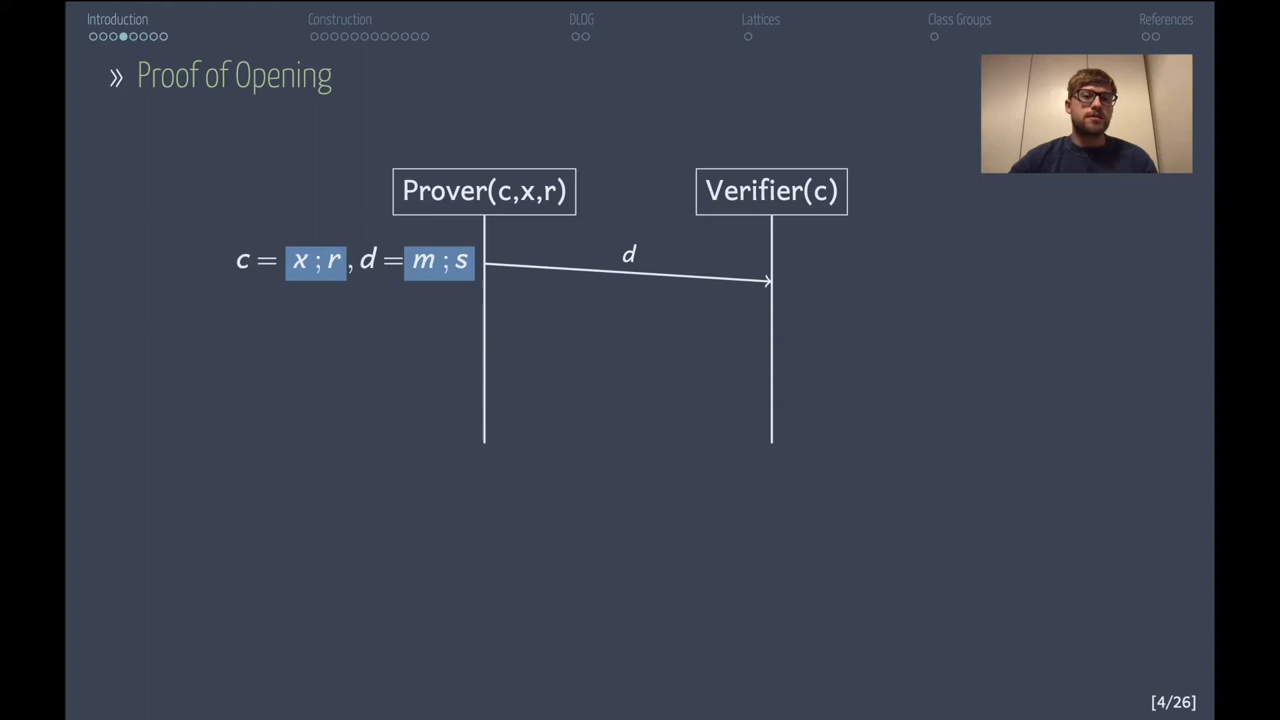 Introduction Construction DLOG Lattices Class Groups References
» Proof of Opening
Prover(c,x,r) Verifier(c)
c = x ; r , d = m ; s
d
[4/26]